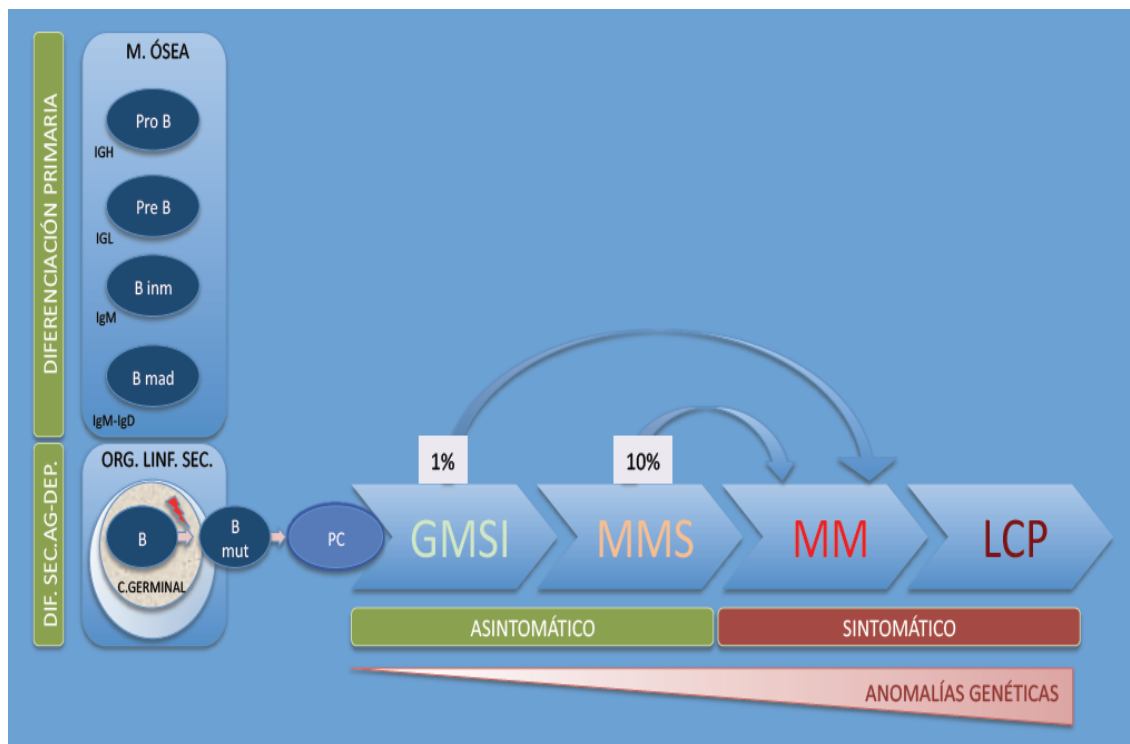 DIFERENCIACIÓN PRIMARIA
M. ÓSEA
Pro B
IGH
Pre B
IGL
B inm
IgM
B mad
IgM-IgD
DIF. SEC.AG-DEP.
ORG. LINF. SEC.
B
C.GERMINAL
B
mut
PC
1%
10%
GMSI
MMS
MM
LCP
ASINTOMÁTICO
SINTOMÁTICO
ANOMALÍAS GENÉTICAS